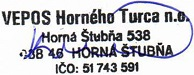 VEPOS Horného Turca n.o.
Horná Štubňa 538
038 46 HORNÁ ŠTUBŇA
IČO: 51 743 591